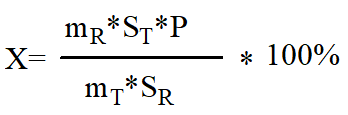 m_R*S_T*P
X= ———— * 100%
m_T*S_R